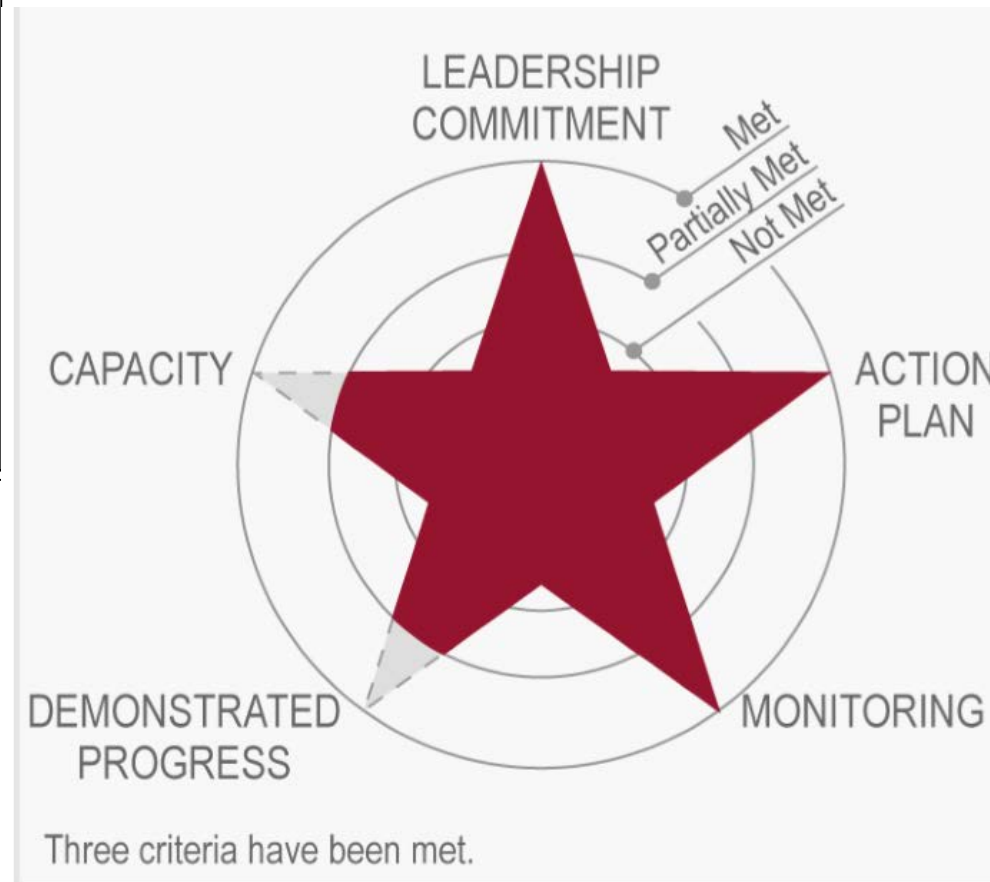 LEADERSHIP
COMMITMENT
Met
Partially Met
Not Met
CAPACITY
ACTION
PLAN
DEMONSTRATED
PROGRESS
MONITORING
Three criteria have been met.